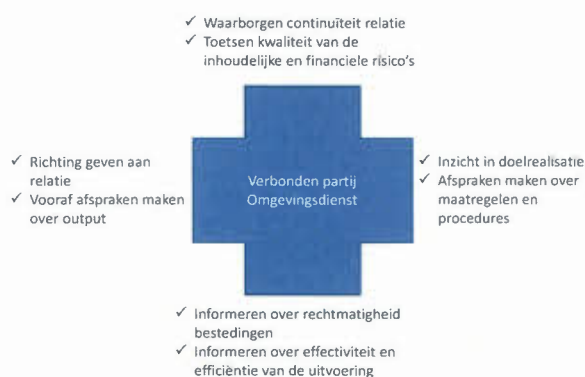 ✓ Waarborgen continuïteit relatie
✓ Toetsen kwaliteit van de
inhoudelijke en financiele risico's
✓ Richting geven aan
relatie
✓ Vooraf afspraken maken
over output
Verbonden partij
Omgevingsdienst
✓ Inzicht in doelrealisatie
✓ Afspraken maken over
maatregelen en
procedures
✓ Informeren over rechtmatigheid
bestedingen
✓ Informeren over effectiviteit en
efficiëntie van de uitvoering